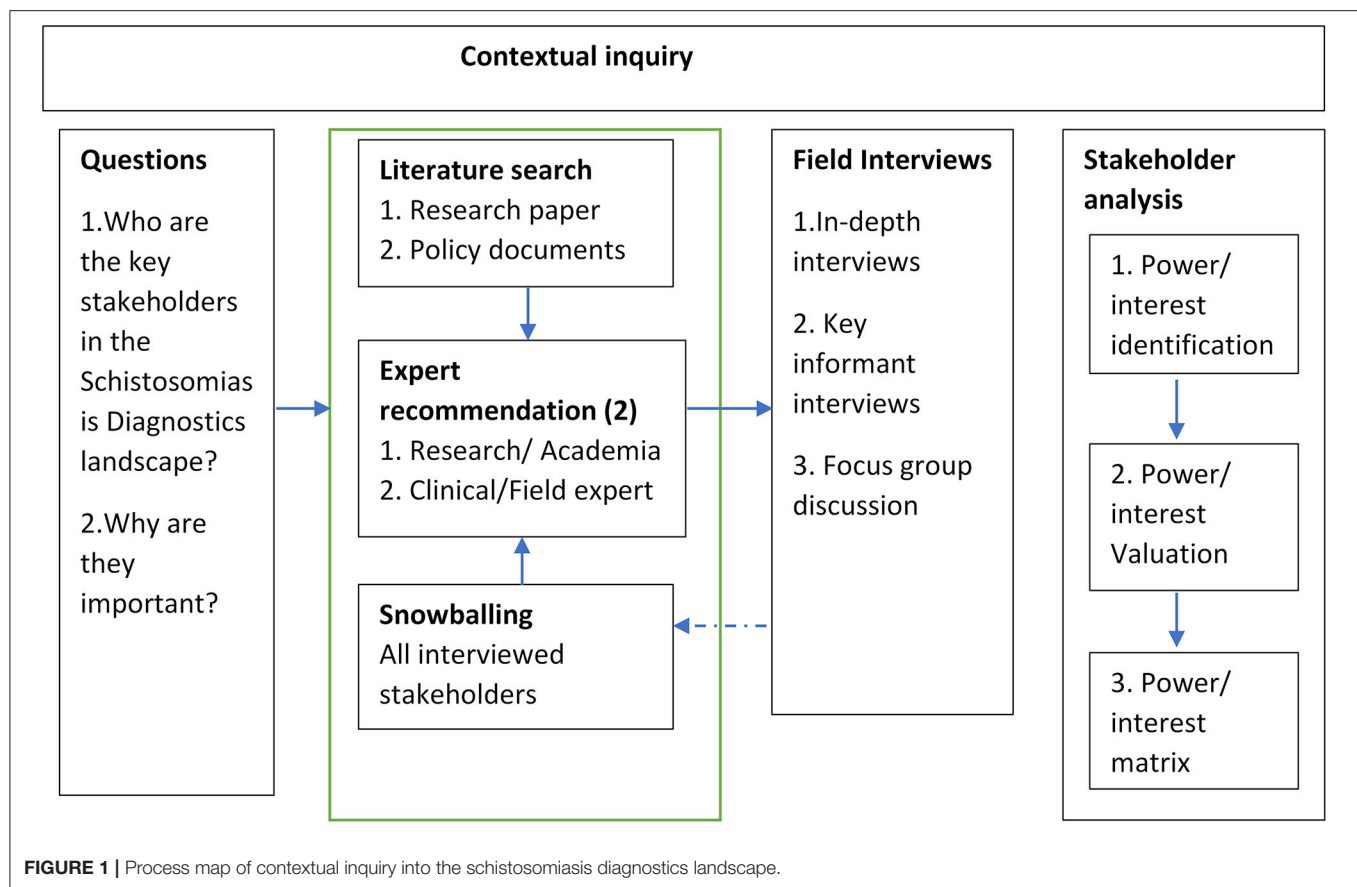 Contextual inquiry
Questions
1.Who are
the key
stakeholders
in the
Schistosomias
is Diagnostics
landscape?
2.Why are
they
important?
Literature search
1. Research paper
2. Policy documents
Expert
recommendation (2)
1. Research/ Academia
2. Clinical/Field expert
Snowballing
All interviewed
stakeholders
Field Interviews
1.In-depth
interviews
2. Key
informant
interviews
3. Focus group
discussion
Stakeholder
analysis
1. Power/
interest
identification
2. Power/
interest
Valuation
3. Power/
interest
matrix
FIGURE 1 | Process map of contextual inquiry into the schistosomiasis diagnostics landscape.